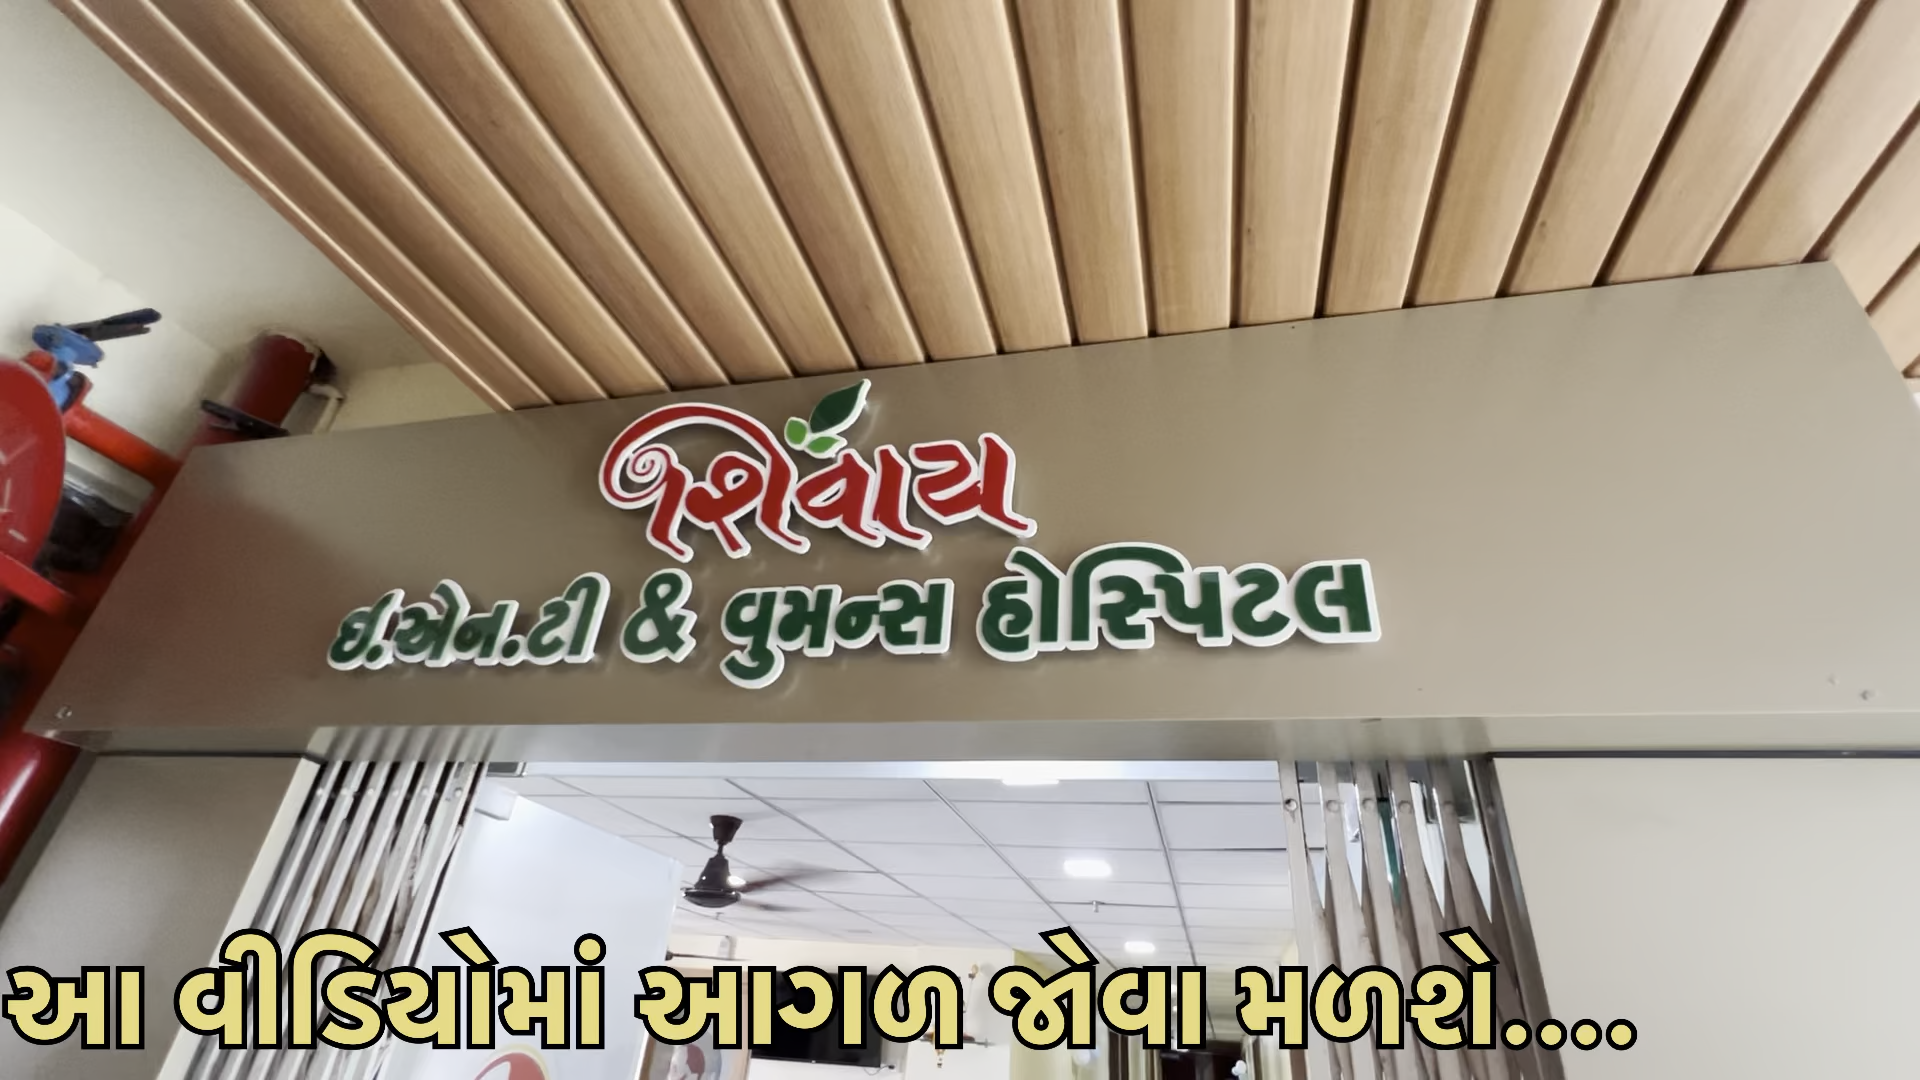 શિવાય
ઈ.એન.ટી & વુમન્સ હોસ્પિટલ
આ વીડિયોમાં આગળ જોવા મળશે....